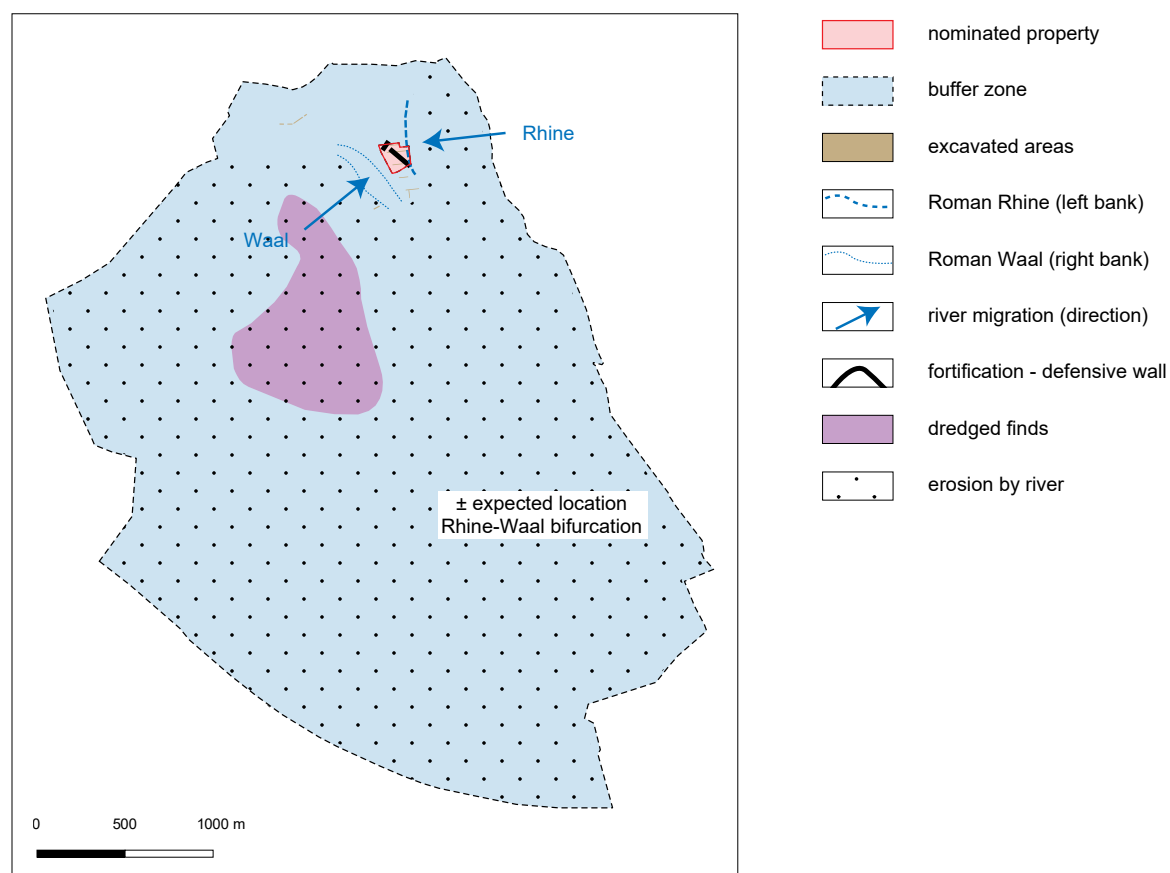 Rhine
Waal
± expected location
Rhine-Waal bifurcation
0 500 1000 m
nominated property
buffer zone
excavated areas
Roman Rhine (left bank)
Roman Waal (right bank)
river migration (direction)
fortification - defensive wall
dredged finds
erosion by river